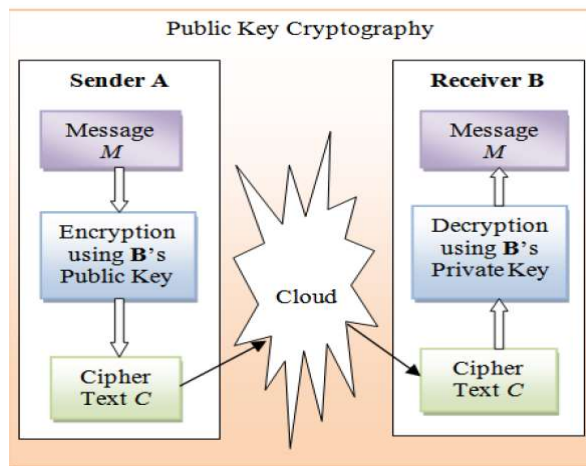 Public Key Cryptography
Sender A
Message
M
Encryption
using B's
Public Key
Cipher
Text C
Cloud
Receiver B
Message
M
Decryption
using B's
Private Key
Cipher
Text C